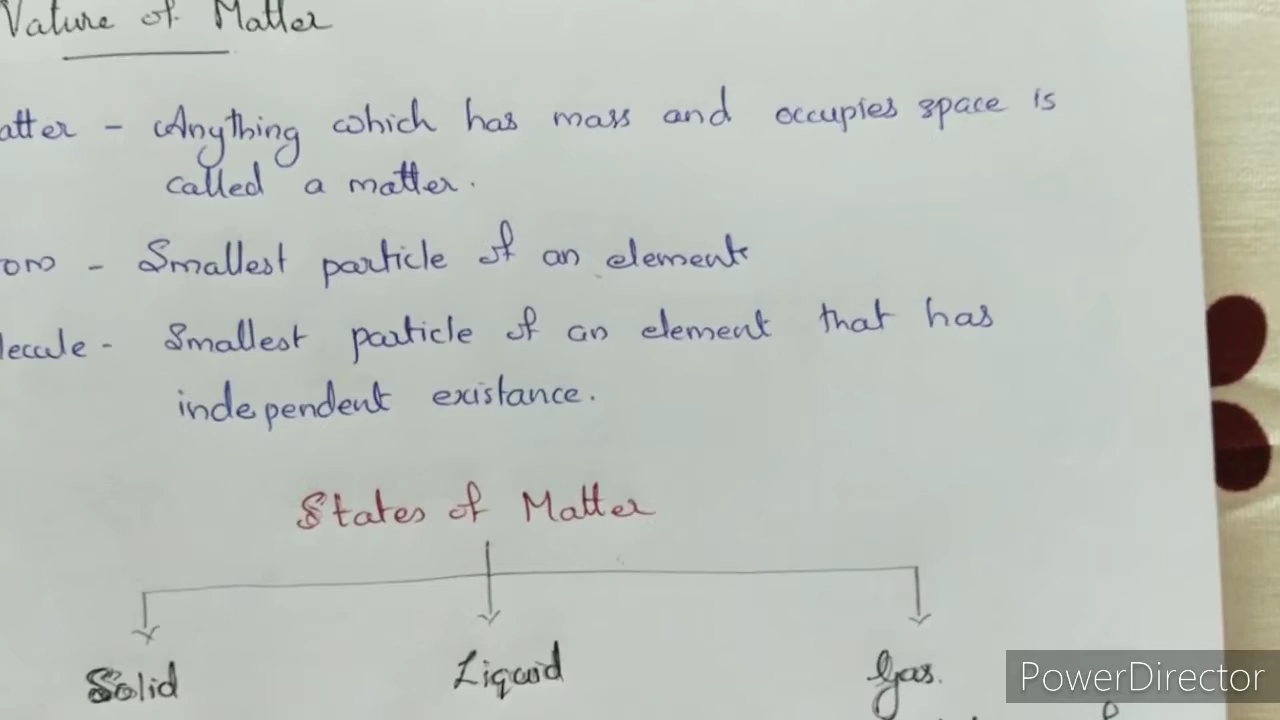 Nature of Matter
atter - Anything which has mass and occupies space is
called a matter.
om - Smallest particle of an element
lecule - Smallest particle of an element that has
independent existance.
States of Matter
Solid Liquid Gas.
PowerDirector